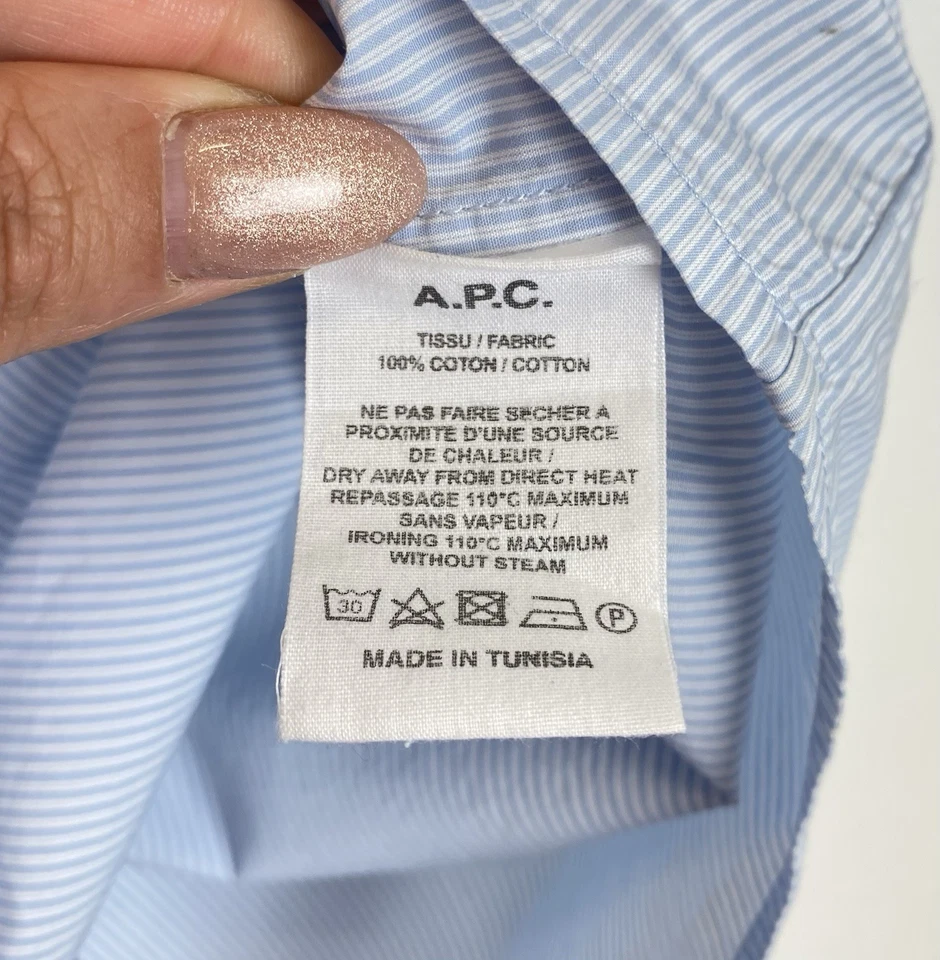 A.P.C.
TISSU / FABRIC
100% COTON / COTTON
NE PAS FAIRE SECHER A
PROXIMITE D'UNE SOURCE
DE CHALEUR /
DRY AWAY FROM DIRECT HEAT
REPASSAGE 110°C MAXIMUM
SANS VAPEUR /
IRONING 110°C MAXIMUM
WITHOUT STEAM
30 P
MADE IN TUNISIA